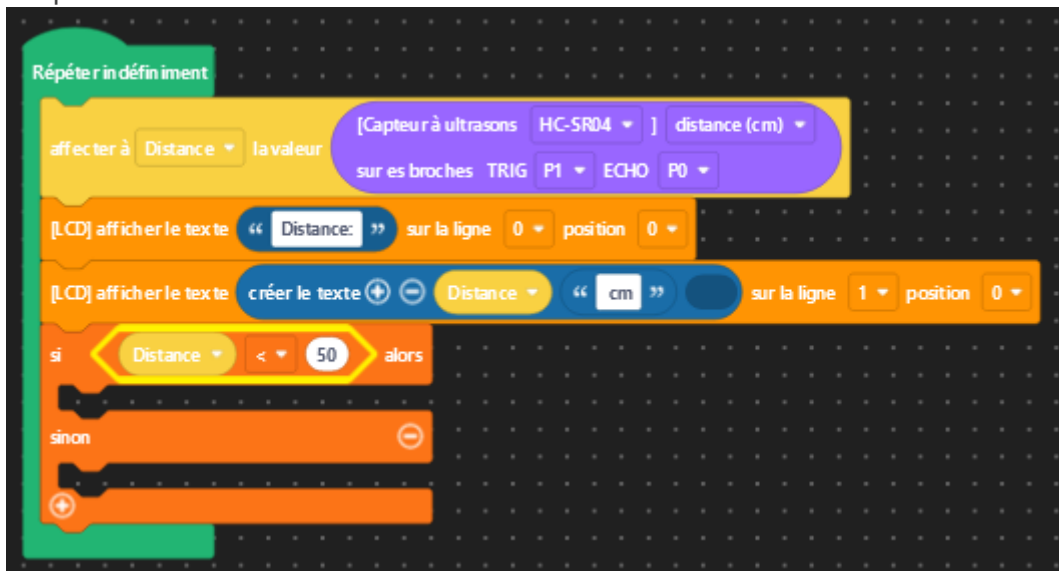 Répéter indéfiniment
[Capteur à ultrasons HC-SR04 ] distance (cm)
affecter à Distance la valeur
sur es broches TRIG P1 ECHO P0
[LCD] afficher le texte “ Distance: ” sur la ligne 0 position 0
[LCD] afficher le texte créer le texte Distance “ cm ” sur la ligne 1 position 0
si Distance < 50 alors
sinon